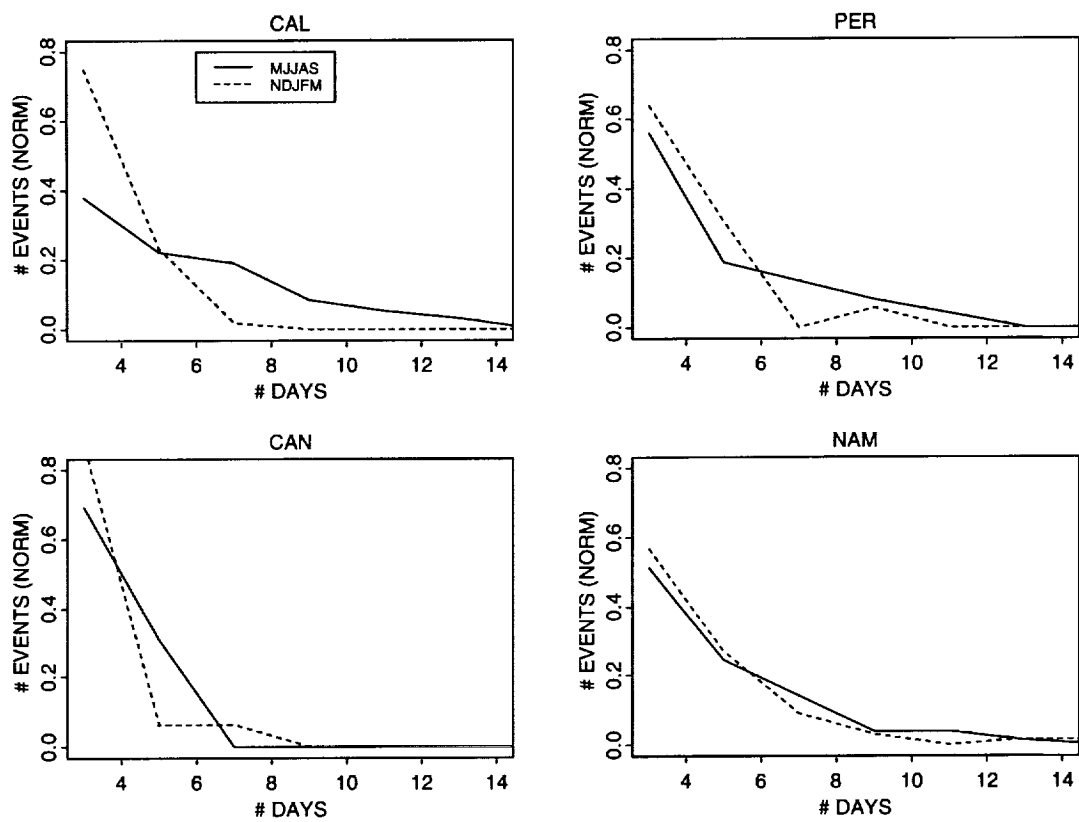 CAL
MJJAS
NDJFM
# EVENTS (NORM)
0.0 0.2 0.4 0.6 0.8
4 6 8 10 12 14
# DAYS
PER
# EVENTS (NORM)
0.0 0.2 0.4 0.6 0.8
4 6 8 10 12 14
# DAYS
CAN
# EVENTS (NORM)
0.0 0.2 0.4 0.6 0.8
4 6 8 10 12 14
# DAYS
NAM
# EVENTS (NORM)
0.0 0.2 0.4 0.6 0.8
4 6 8 10 12 14
# DAYS